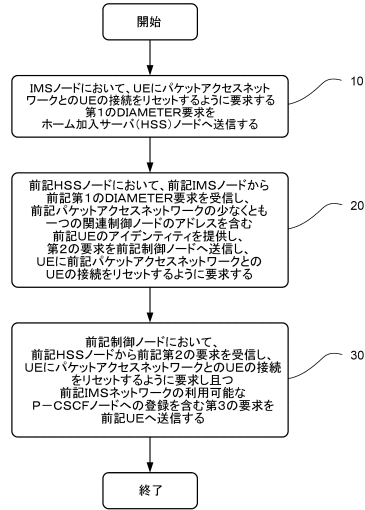 開始
IMSノードにおいて、UEにパケットアクセスネット
ワークとのUEの接続をリセットするように要求する
第1のDIAMETER要求を
ホーム加入サーバ(HSS)ノードへ送信する
10
前記HSSノードにおいて、前記IMSノードから
前記第1のDIAMETER要求を受信し、
前記パケットアクセスネットワークの少なくとも
一つの関連制御ノードのアドレスを含む
前記UEのアイデンティティを提供し、
第2の要求を前記制御ノードへ送信し、
UEに前記パケットアクセスネットワークとの
UEの接続をリセットするように要求する
20
前記制御ノードにおいて、
前記HSSノードから前記第2の要求を受信し、
UEにパケットアクセスネットワークとのUEの接続
をリセットするように要求し且つ
前記IMSネットワークの利用可能な
P-CSCFノードへの登録を含む第3の要求を
前記UEへ送信する
30
終了